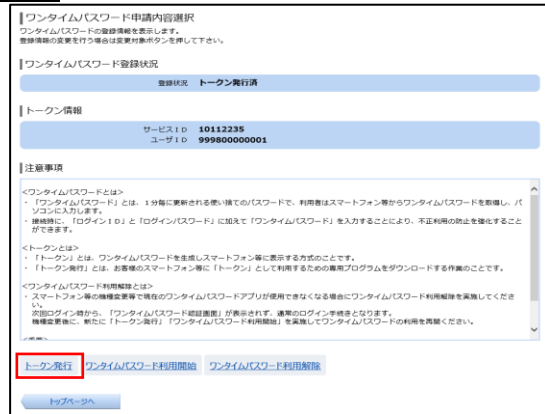 ワンタイムパスワード申請内容選択
ワンタイムパスワードの登録情報を表示します。
登録情報の変更を行う場合は変更対象ボタンを押して下さい。
ワンタイムパスワード登録状況
登録状況 トークン発行済
トークン情報
サービスID 10112235
ユーザID 999800000001
注意事項
<ワンタイムパスワードとは>
・「ワンタイムパスワード」とは、1分毎に更新される使い捨てのパスワードで、利用者はスマートフォン等からワンタイムパスワードを取得し、パ
ソコンに入力します。
・接続時に、「ログインID」と「ログインパスワード」に加えて「ワンタイムパスワード」を入力することにより、不正利用の防止を強化すること
ができます。
<トークンとは>
・「トークン」とは、ワンタイムパスワードを生成しスマートフォン等に表示する方式のことです。
・「トークン発行」とは、お客様のスマートフォン等に「トークン」として利用するための専用プログラムをダウンロードする作業のことです。
<ワンタイムパスワード利用解除とは>
・スマートフォン等の機種変更等で現在のワンタイムパスワードアプリが使用できなくなる場合にワンタイムパスワード利用解除を実施してくださ
い。
次回ログイン時から、「ワンタイムパスワード認証画面」が表示されず、通常のログイン手続きとなります。
機種変更後に、新たに「トークン発行」「ワンタイムパスワード利用開始」を実施してワンタイムパスワードの利用を再開ください。
トークン発行 ワンタイムパスワード利用開始 ワンタイムパスワード利用解除
トップページへ